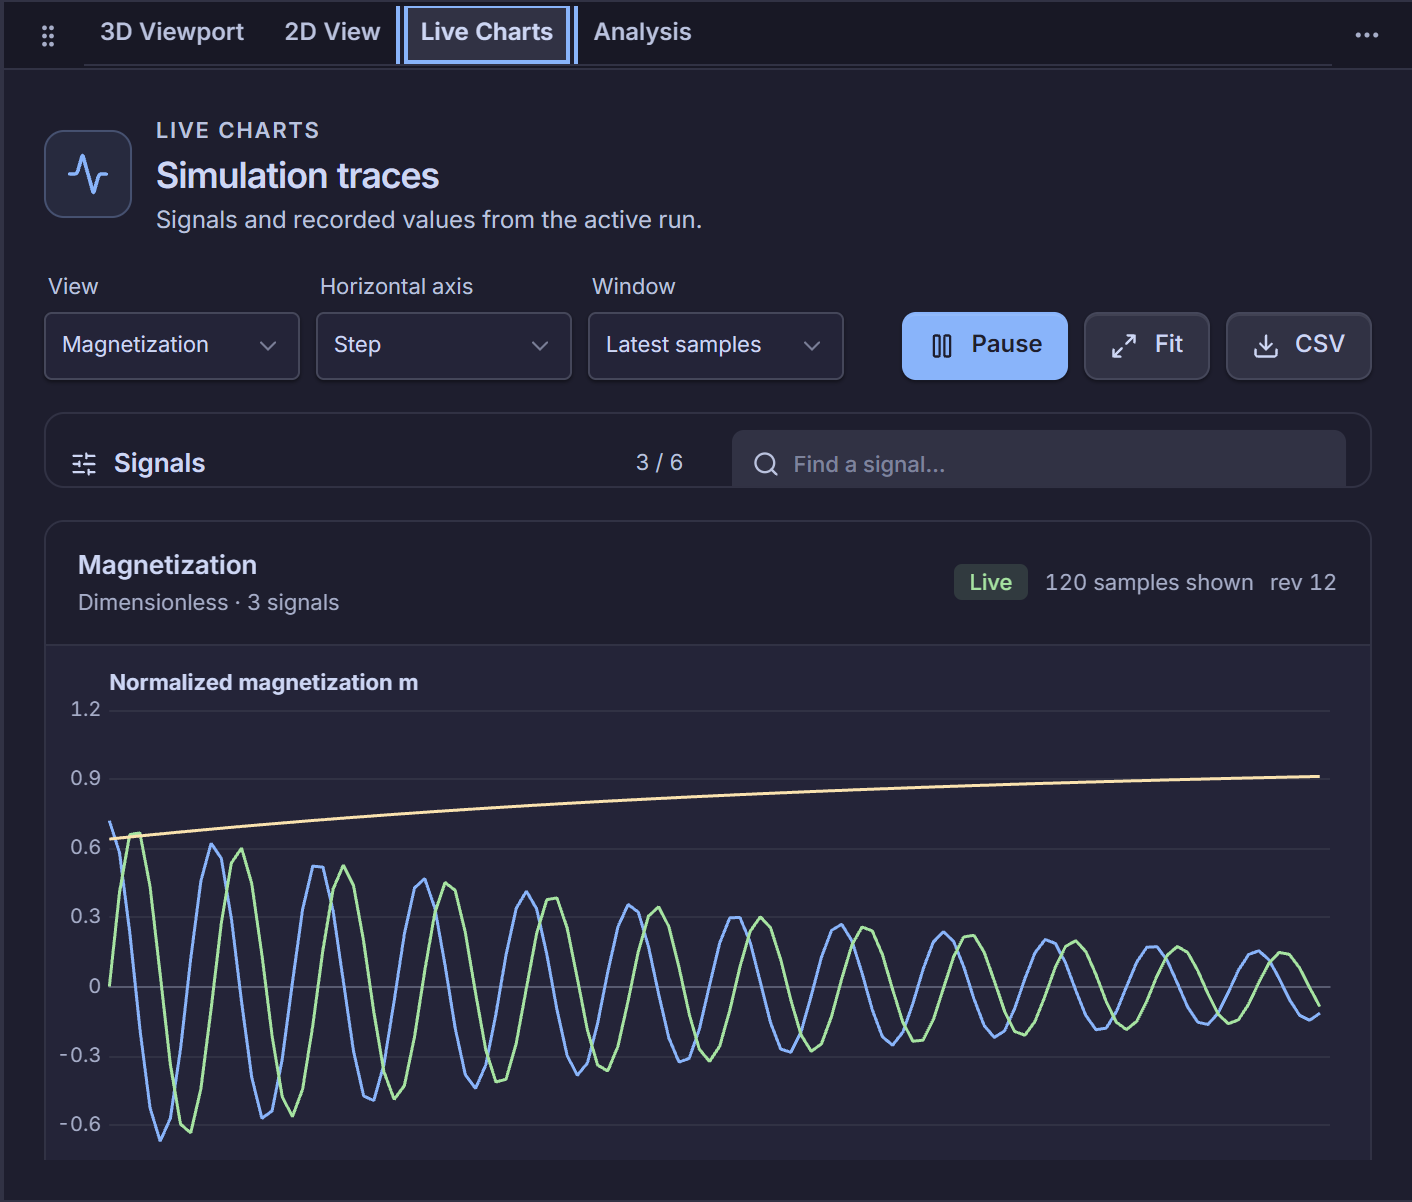 3D Viewport 2D View Live Charts Analysis
LIVE CHARTS
Simulation traces
Signals and recorded values from the active run.
View Horizontal axis Window
Magnetization Step Latest samples Pause Fit CSV
Signals 3 / 6 Find a signal...
Magnetization
Live 120 samples shown rev 12
Dimensionless · 3 signals
Normalized magnetization m
1.2
0.9
0.6
0.3
0
-0.3
-0.6